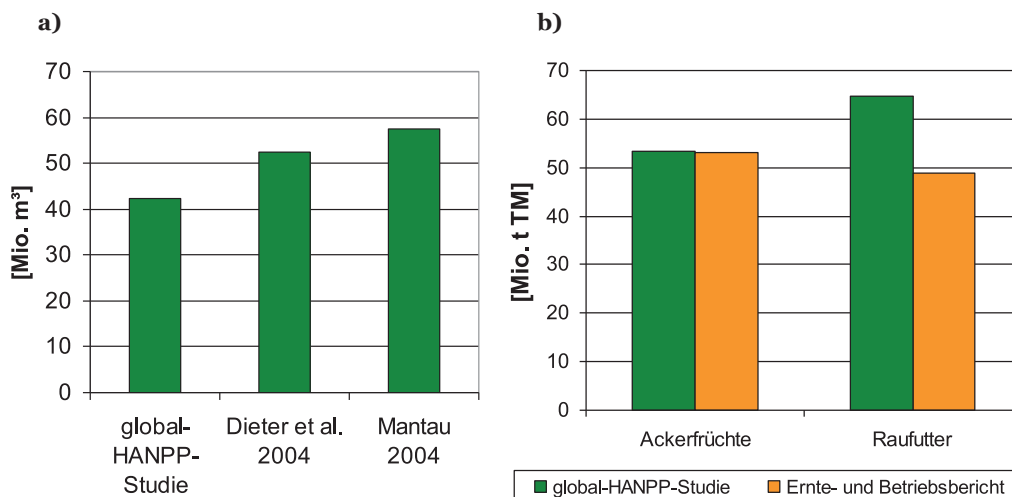 a)
70
60
50
40
30
20
10
0
[Mio. m³]
global-
HANPP-
Studie
Dieter et al.
2004
Mantau
2004
b)
70
60
50
40
30
20
10
0
[Mio. t TM]
Ackerfrüchte
Raufutter
global-HANPP-Studie
Ernte- und Betriebsbericht